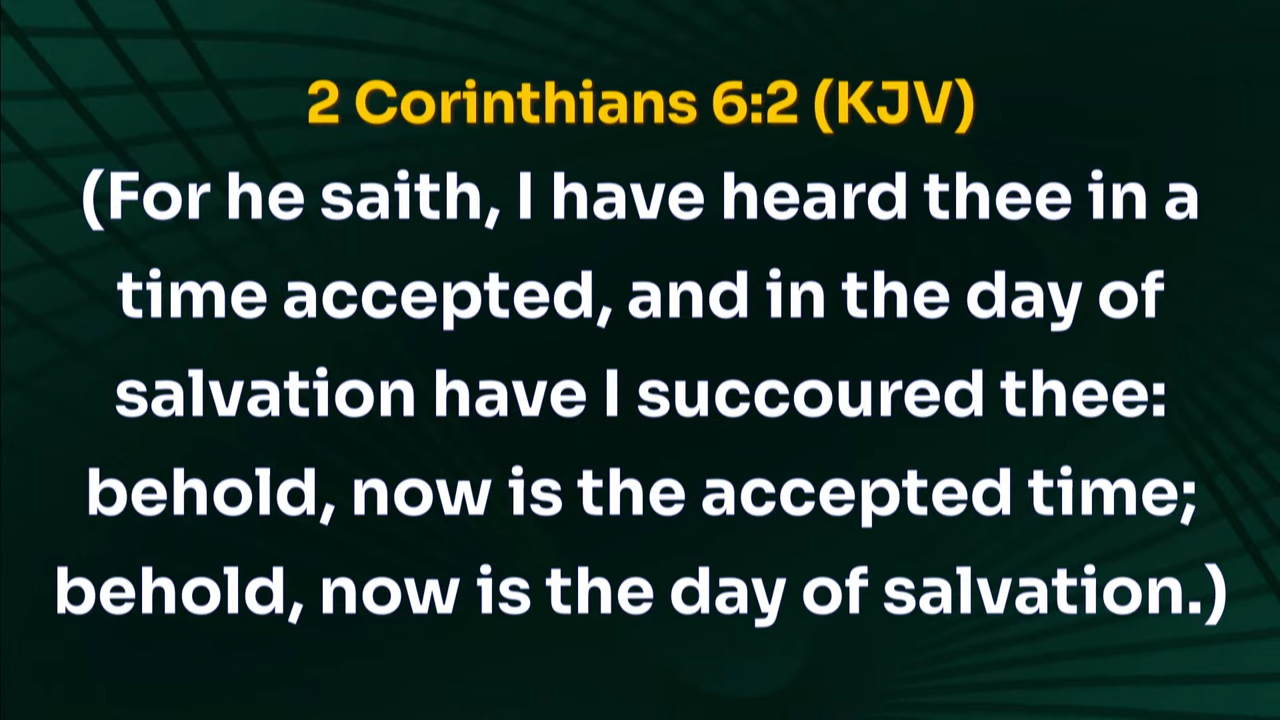 2 Corinthians 6:2 (KJV)
(For he saith, I have heard thee in a
time accepted, and in the day of
salvation have I succoured thee:
behold, now is the accepted time;
behold, now is the day of salvation.)